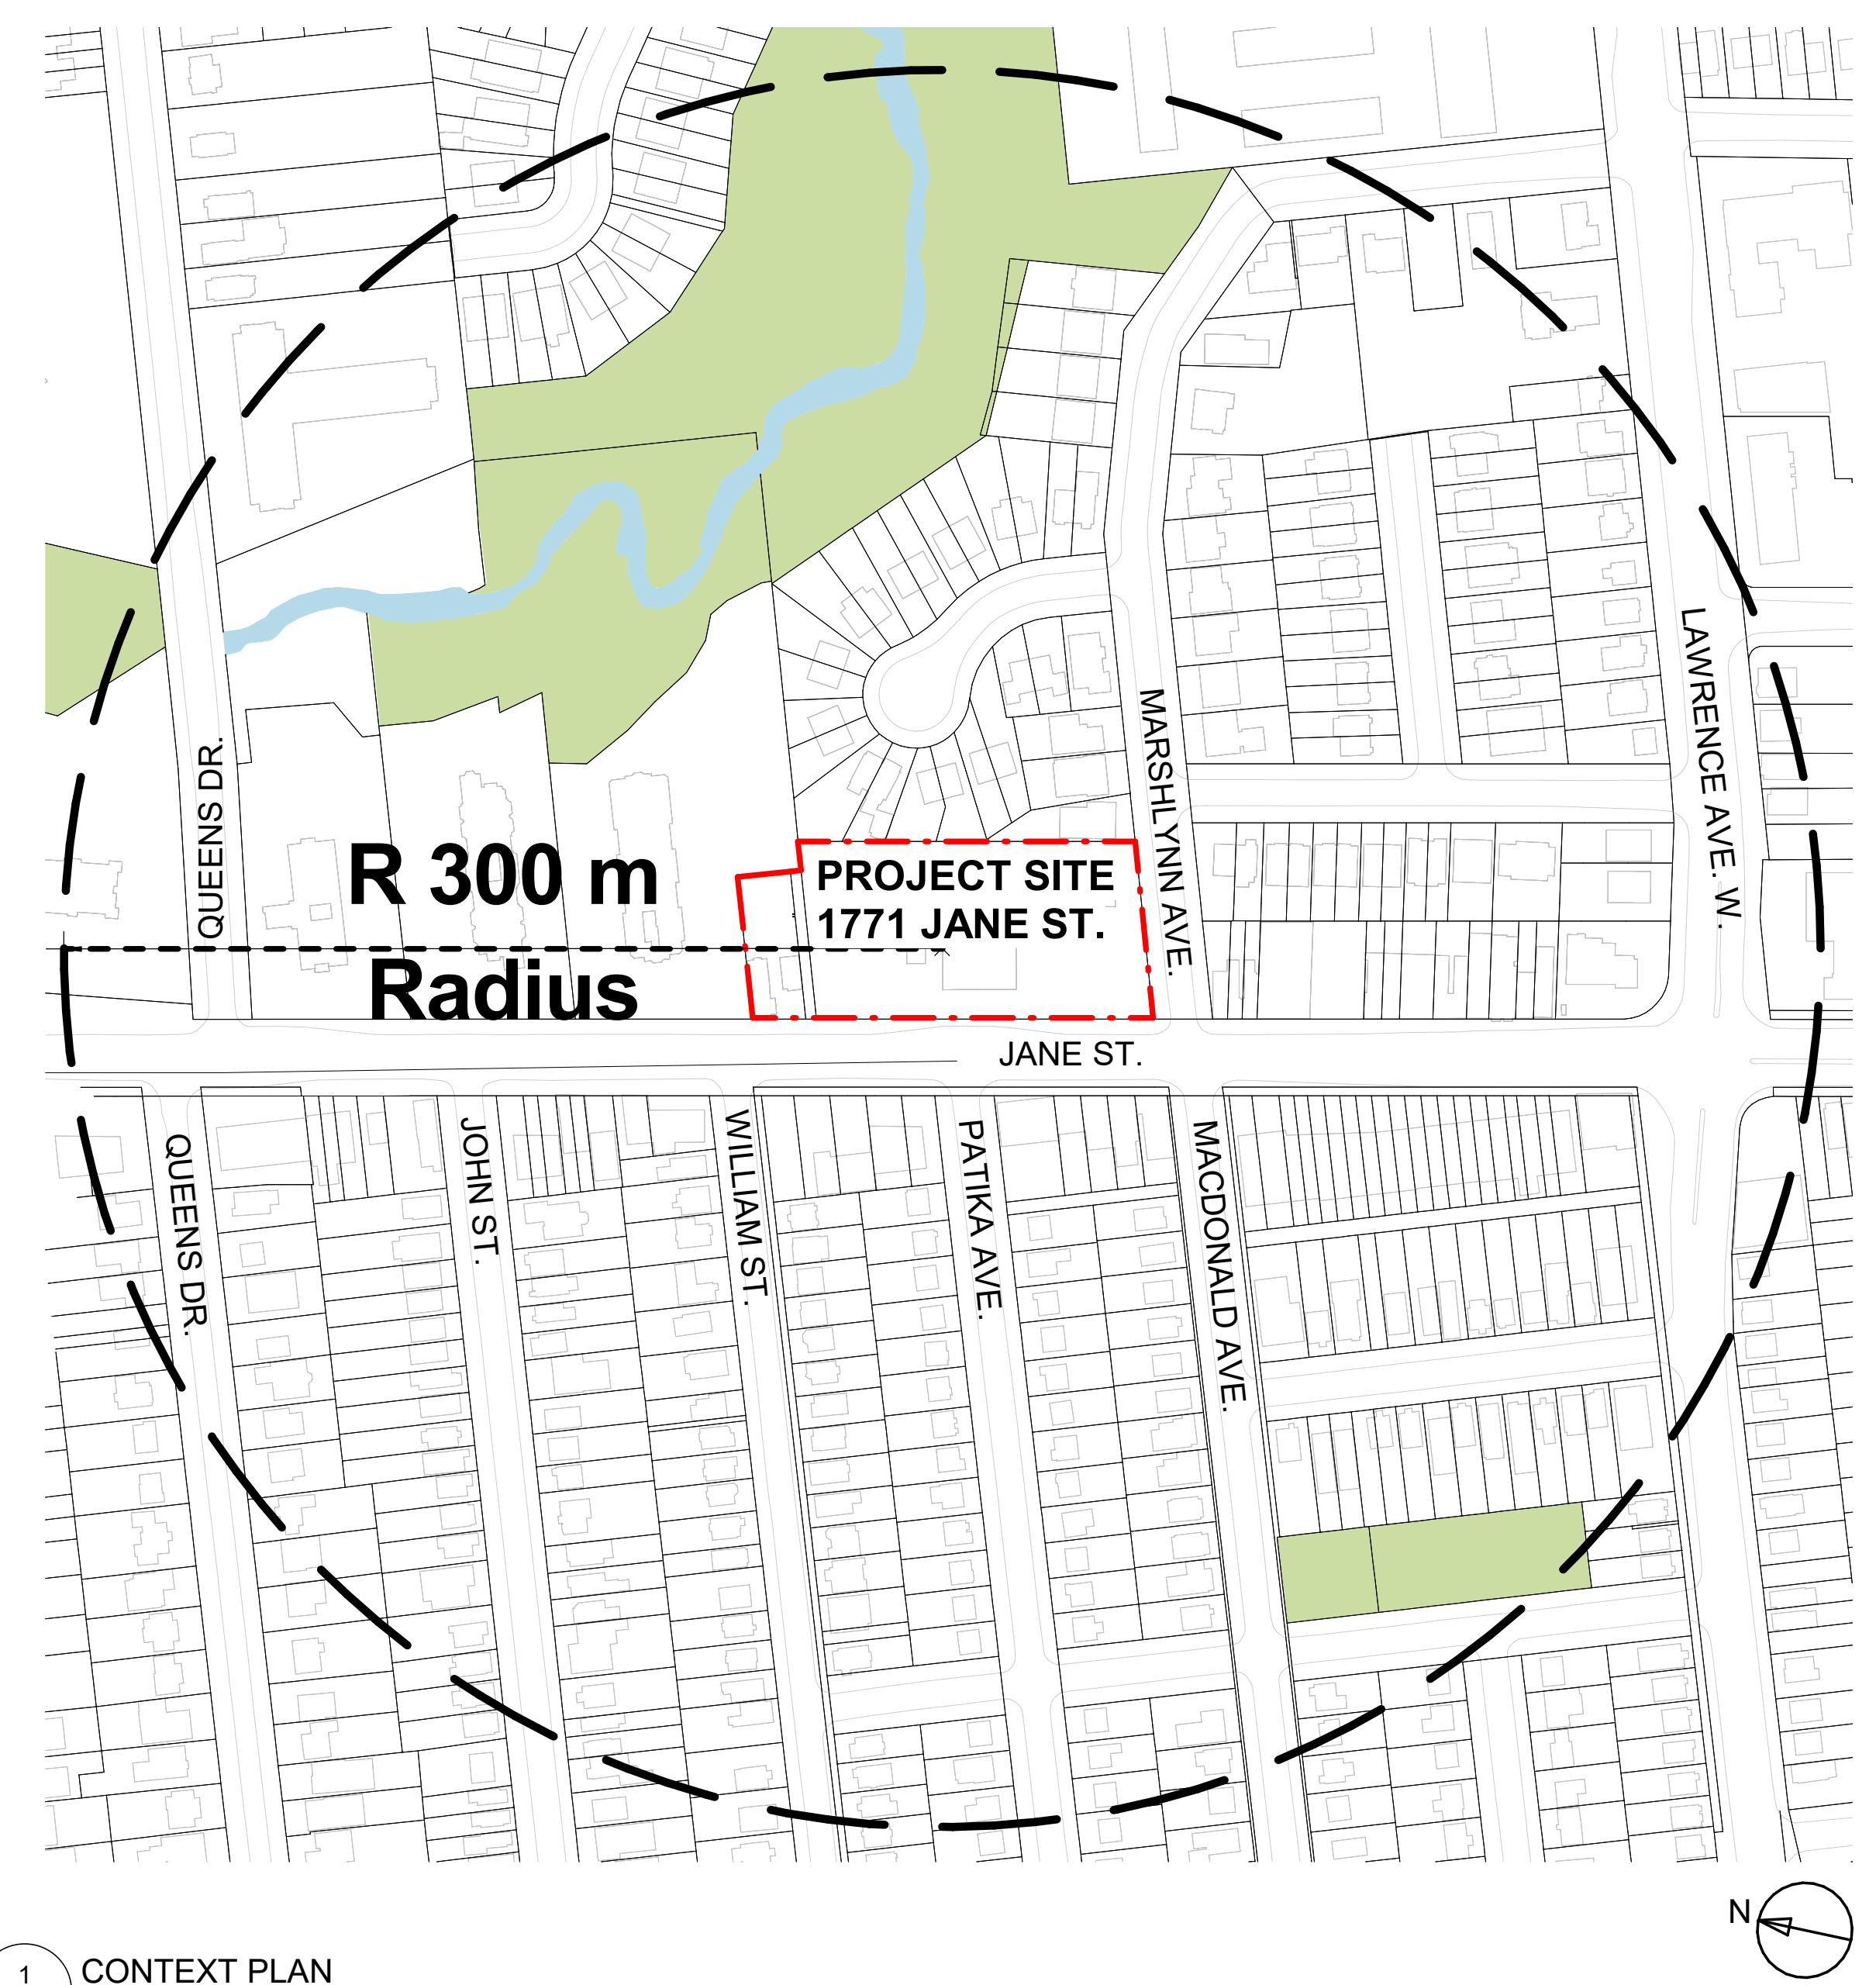 R 300 m
Radius
PROJECT SITE
1771 JANE ST.
QUEENS DR.
MARSHLYNN AVE.
LAWRENCE AVE. W.
JANE ST.
QUEENS DR.
JOHN ST.
WILLIAM ST.
PATIKA AVE.
MACDONALD AVE.
N
1
CONTEXT PLAN